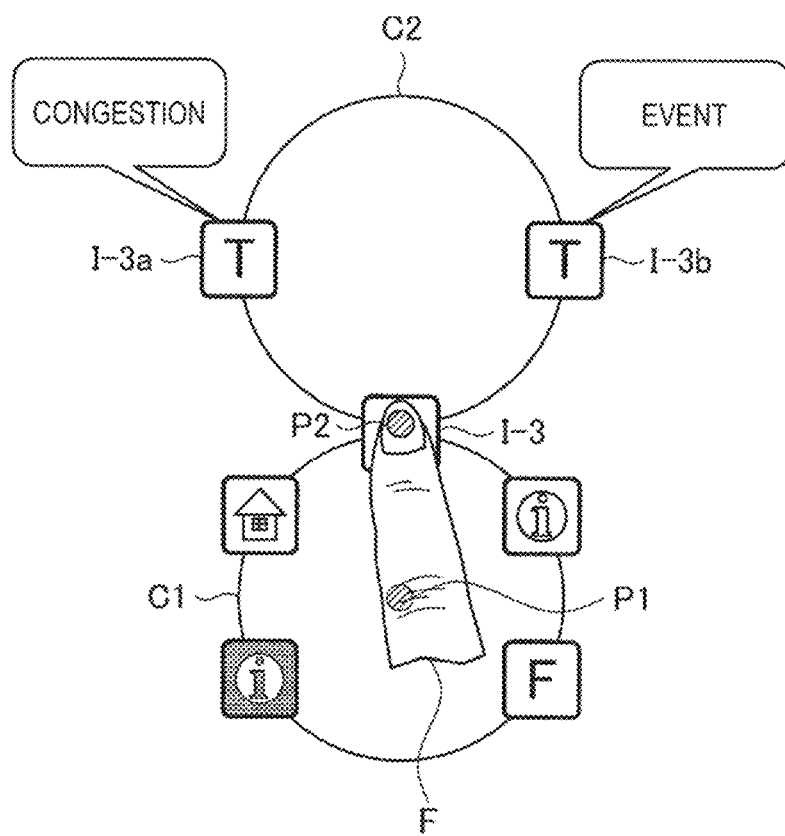 C2
CONGESTION
EVENT
I-3a
T
T
I-3b
P2
I-3
i
C1
P1
i
F
F